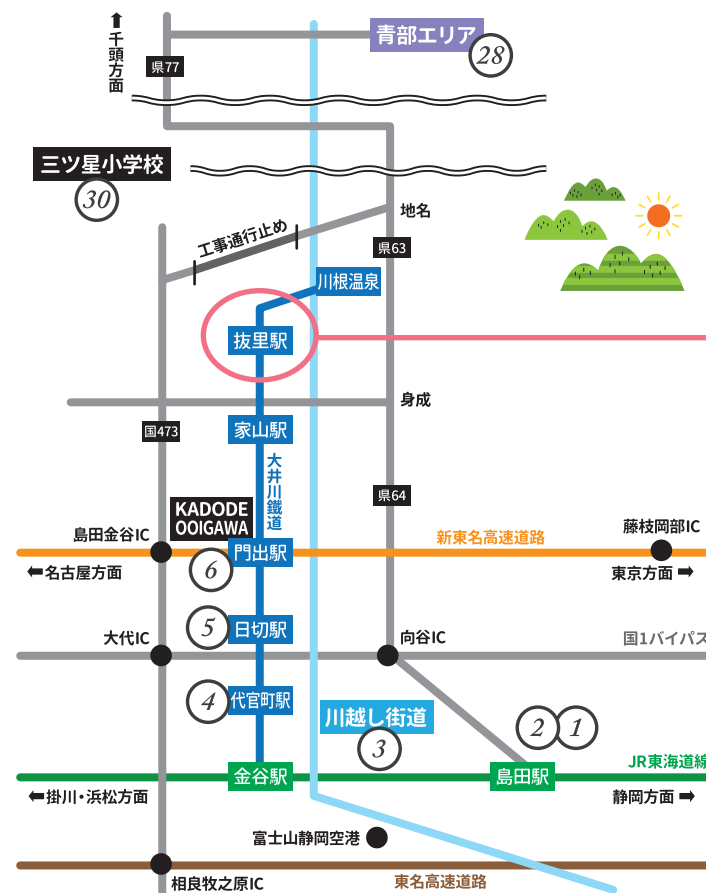 千頭方面
県77
青部エリア
28
三ツ星小学校
30
地名
工事通行止め
県63
川根温泉
抜里駅
身成
家山駅
国473
大井川鐵道
県64
KADODE
OOIGAWA
島田金谷IC
門出駅
新東名高速道路
藤枝岡部IC
名古屋方面
6
東京方面
5
日切駅
大代IC
向谷IC
国1バイパス
4
代官町駅
川越し街道
3
2
1
金谷駅
島田駅
JR東海道線
掛川・浜松方面
静岡方面
富士山静岡空港
相良牧之原IC
東名高速道路